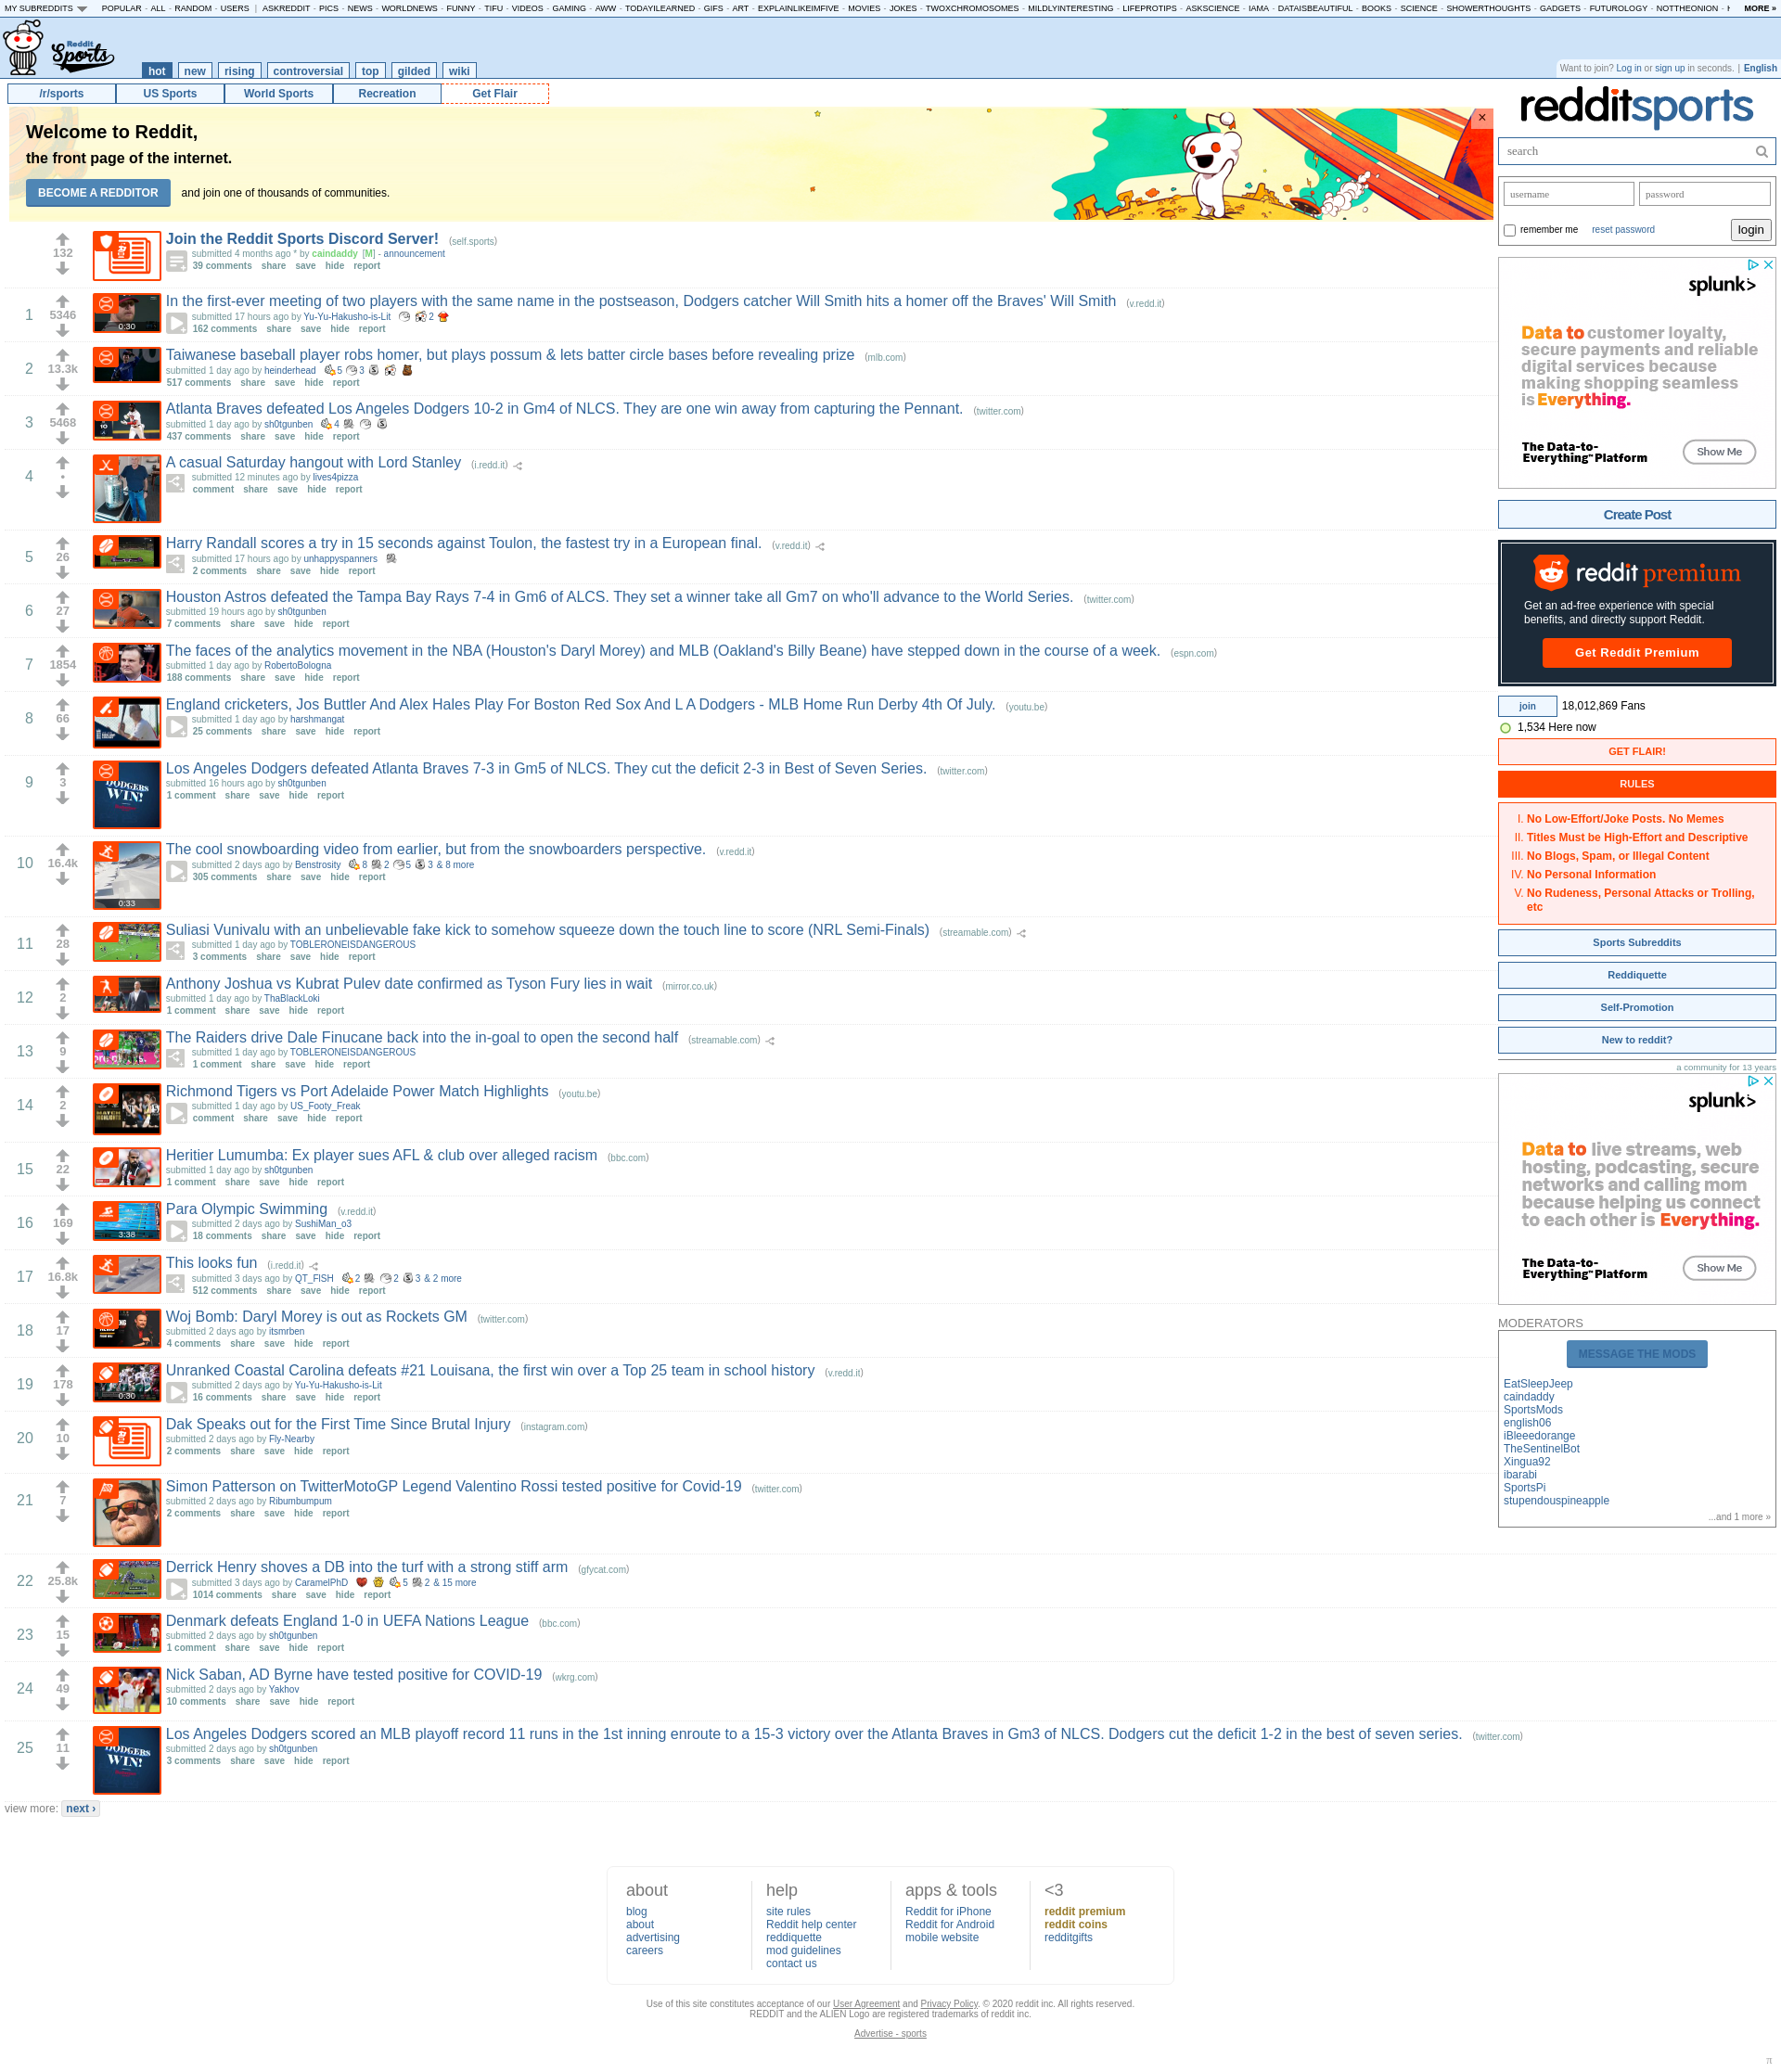 MY SUBREDDITS POPULAR - ALL - RANDOM - USERS | ASKREDDIT - PICS - NEWS - WORLDNEWS - FUNNY - TIFU - VIDEOS - GAMING - AWW - TODAYILEARNED - GIFS - ART - EXPLAINLIKEIMFIVE - MOVIES - JOKES - TWOXCHROMOSOMES - MILDLYINTERESTING - LIFEPROTIPS - ASKSCIENCE - IAMA - DATAISBEAUTIFUL - BOOKS - SCIENCE - SHOWERTHOUGHTS - GADGETS - FUTUROLOGY - NOTTHEONION - MORE »
Reddit Sports
hot new rising controversial top gilded wiki
Want to join? Log in or sign up in seconds. | English
/r/sports US Sports World Sports Recreation Get Flair
Welcome to Reddit,
the front page of the internet.
BECOME A REDDITOR and join one of thousands of communities.
×
132
Join the Reddit Sports Discord Server! (self.sports)
submitted 4 months ago * by caindaddy [M] - announcement
39 comments share save hide report
1
5346
0:30
In the first-ever meeting of two players with the same name in the postseason, Dodgers catcher Will Smith hits a homer off the Braves' Will Smith (v.redd.it)
submitted 17 hours ago by Yu-Yu-Hakusho-is-Lit 2
162 comments share save hide report
2
13.3k
Taiwanese baseball player robs homer, but plays possum & lets batter circle bases before revealing prize (mlb.com)
submitted 1 day ago by heinderhead 5 3
517 comments share save hide report
3
5468
Atlanta Braves defeated Los Angeles Dodgers 10-2 in Gm4 of NLCS. They are one win away from capturing the Pennant. (twitter.com)
submitted 1 day ago by sh0tgunben 4
437 comments share save hide report
4
•
A casual Saturday hangout with Lord Stanley (i.redd.it)
submitted 12 minutes ago by lives4pizza
comment share save hide report
5
26
Harry Randall scores a try in 15 seconds against Toulon, the fastest try in a European final. (v.redd.it)
submitted 17 hours ago by unhappyspanners
2 comments share save hide report
6
27
Houston Astros defeated the Tampa Bay Rays 7-4 in Gm6 of ALCS. They set a winner take all Gm7 on who'll advance to the World Series. (twitter.com)
submitted 19 hours ago by sh0tgunben
7 comments share save hide report
7
1854
The faces of the analytics movement in the NBA (Houston's Daryl Morey) and MLB (Oakland's Billy Beane) have stepped down in the course of a week. (espn.com)
submitted 1 day ago by RobertoBologna
188 comments share save hide report
8
66
England cricketers, Jos Buttler And Alex Hales Play For Boston Red Sox And L A Dodgers - MLB Home Run Derby 4th Of July. (youtu.be)
submitted 1 day ago by harshmangat
25 comments share save hide report
9
3
DODGERS WIN!
Los Angeles Dodgers defeated Atlanta Braves 7-3 in Gm5 of NLCS. They cut the deficit 2-3 in Best of Seven Series. (twitter.com)
submitted 16 hours ago by sh0tgunben
1 comment share save hide report
10
16.4k
0:33
The cool snowboarding video from earlier, but from the snowboarders perspective. (v.redd.it)
submitted 2 days ago by Benstrosity 8 2 5 3 & 8 more
305 comments share save hide report
11
28
Suliasi Vunivalu with an unbelievable fake kick to somehow squeeze down the touch line to score (NRL Semi-Finals) (streamable.com)
submitted 1 day ago by TOBLERONEISDANGEROUS
3 comments share save hide report
12
2
Anthony Joshua vs Kubrat Pulev date confirmed as Tyson Fury lies in wait (mirror.co.uk)
submitted 1 day ago by ThaBlackLoki
1 comment share save hide report
13
9
The Raiders drive Dale Finucane back into the in-goal to open the second half (streamable.com)
submitted 1 day ago by TOBLERONEISDANGEROUS
1 comment share save hide report
14
2
Richmond Tigers vs Port Adelaide Power Match Highlights (youtu.be)
submitted 1 day ago by US_Footy_Freak
comment share save hide report
15
22
Heritier Lumumba: Ex player sues AFL & club over alleged racism (bbc.com)
submitted 1 day ago by sh0tgunben
1 comment share save hide report
16
169
3:38
Para Olympic Swimming (v.redd.it)
submitted 2 days ago by SushiMan_o3
18 comments share save hide report
17
16.8k
This looks fun (i.redd.it)
submitted 3 days ago by QT_FISH 2 2 3 & 2 more
512 comments share save hide report
18
17
Woj Bomb: Daryl Morey is out as Rockets GM (twitter.com)
submitted 2 days ago by itsmrben
4 comments share save hide report
19
178
0:30
Unranked Coastal Carolina defeats #21 Louisana, the first win over a Top 25 team in school history (v.redd.it)
submitted 2 days ago by Yu-Yu-Hakusho-is-Lit
16 comments share save hide report
20
10
Dak Speaks out for the First Time Since Brutal Injury (instagram.com)
submitted 2 days ago by Fly-Nearby
2 comments share save hide report
21
7
Simon Patterson on TwitterMotoGP Legend Valentino Rossi tested positive for Covid-19 (twitter.com)
submitted 2 days ago by Ribumbumpum
2 comments share save hide report
22
25.8k
Derrick Henry shoves a DB into the turf with a strong stiff arm (gfycat.com)
submitted 3 days ago by CaramelPhD 5 2 & 15 more
1014 comments share save hide report
23
15
Denmark defeats England 1-0 in UEFA Nations League (bbc.com)
submitted 2 days ago by sh0tgunben
1 comment share save hide report
24
49
Nick Saban, AD Byrne have tested positive for COVID-19 (wkrg.com)
submitted 2 days ago by Yakhov
10 comments share save hide report
25
11
DODGERS WIN!
Los Angeles Dodgers scored an MLB playoff record 11 runs in the 1st inning enroute to a 15-3 victory over the Atlanta Braves in Gm3 of NLCS. Dodgers cut the deficit 1-2 in the best of seven series. (twitter.com)
submitted 2 days ago by sh0tgunben
3 comments share save hide report
view more: next ›
redditsports
search
username password
remember me reset password login
splunk>
Data to customer loyalty,
secure payments and reliable
digital services because
making shopping seamless
is Everything.
The Data-to-
Everything™ Platform
Show Me
Create Post
reddit premium
Get an ad-free experience with special
benefits, and directly support Reddit.
Get Reddit Premium
join 18,012,869 Fans
1,534 Here now
GET FLAIR!
RULES
I. No Low-Effort/Joke Posts. No Memes
II. Titles Must be High-Effort and Descriptive
III. No Blogs, Spam, or Illegal Content
IV. No Personal Information
V. No Rudeness, Personal Attacks or Trolling,
etc
Sports Subreddits
Reddiquette
Self-Promotion
New to reddit?
a community for 13 years
splunk>
Data to live streams, web
hosting, podcasting, secure
networks and calling mom
because helping us connect
to each other is Everything.
The Data-to-
Everything™ Platform
Show Me
MODERATORS
MESSAGE THE MODS
EatSleepJeep
caindaddy
SportsMods
english06
iBleeedorange
TheSentinelBot
Xingua92
ibarabi
SportsPi
stupendouspineapple
...and 1 more »
about
blog
about
advertising
careers
help
site rules
Reddit help center
reddiquette
mod guidelines
contact us
apps & tools
Reddit for iPhone
Reddit for Android
mobile website
<3
reddit premium
reddit coins
redditgifts
Use of this site constitutes acceptance of our User Agreement and Privacy Policy. © 2020 reddit inc. All rights reserved.
REDDIT and the ALIEN Logo are registered trademarks of reddit inc.
Advertise - sports
π